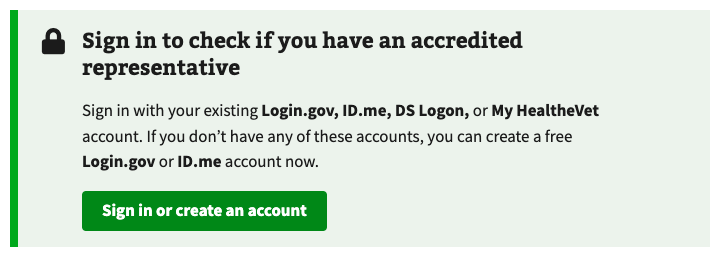 Sign in to check if you have an accredited
representative
Sign in with your existing Login.gov, ID.me, DS Logon, or My HealtheVet
account. If you don’t have any of these accounts, you can create a free
Login.gov or ID.me account now.
Sign in or create an account